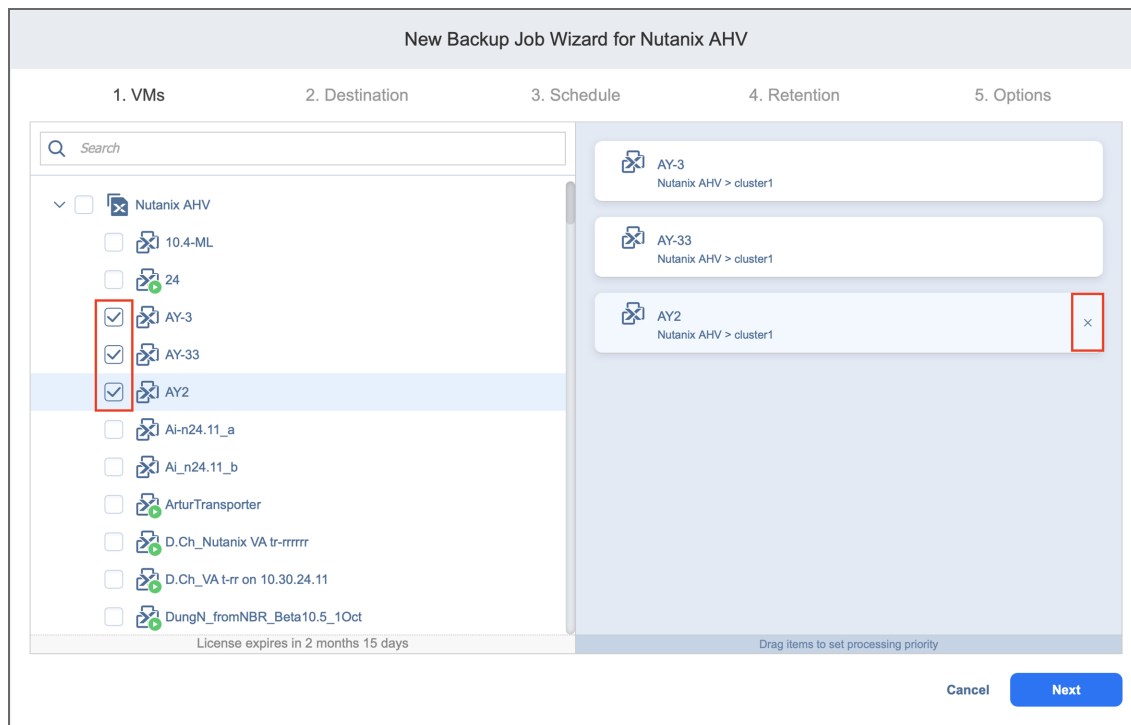 New Backup Job Wizard for Nutanix AHV
1. VMs 2. Destination 3. Schedule 4. Retention 5. Options
Search
Nutanix AHV
10.4-ML
24
AY-3
AY-33
AY2
Ai-n24.11_a
Ai_n24.11_b
ArturTransporter
D.Ch_Nutanix VA tr-rrrrrr
D.Ch_VA t-rr on 10.30.24.11
DungN_fromNBR_Beta10.5_1Oct
License expires in 2 months 15 days
AY-3
Nutanix AHV > cluster1
AY-33
Nutanix AHV > cluster1
AY2
Nutanix AHV > cluster1
Drag items to set processing priority
Cancel Next